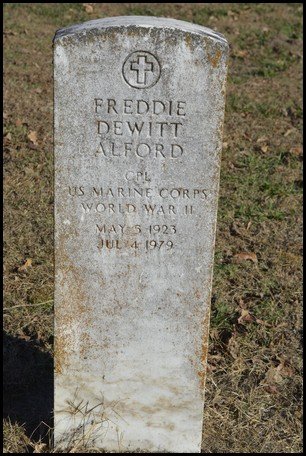 FREDDIE
DEWITT
ALFORD
CPL
US MARINE CORPS
WORLD WAR II
MAY 5 1923
JUL 4 1979